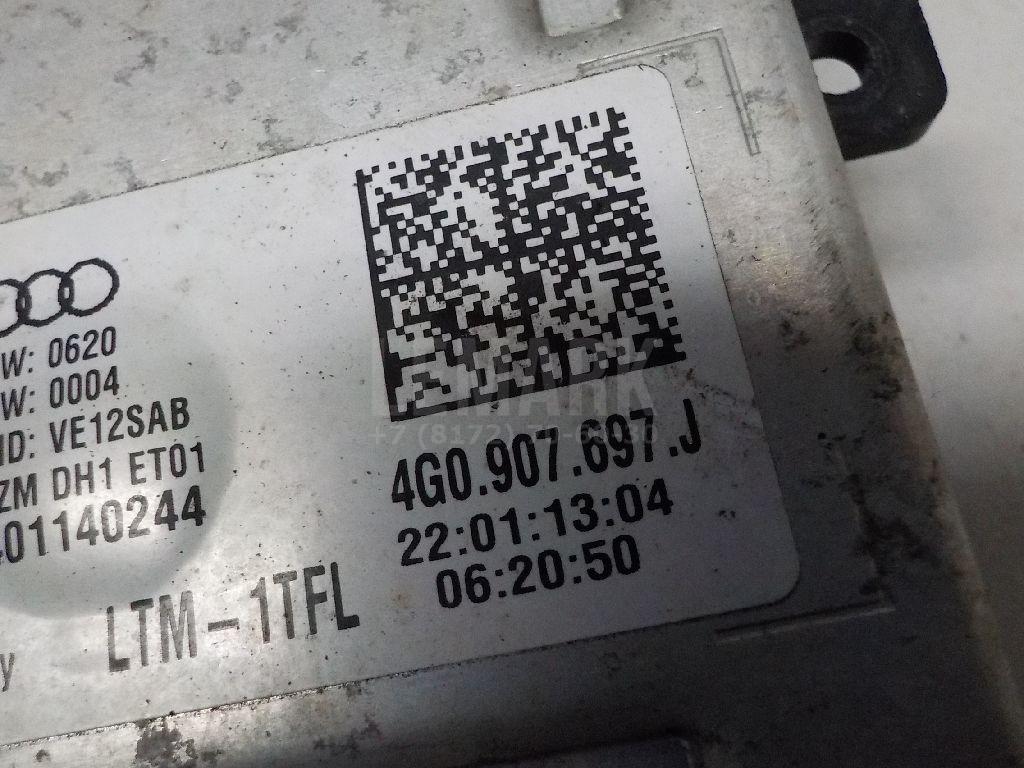 W: 0620
W: 0004
ID: VE12SAB
ZM DH1 ET01
01140244
LTM-1TFL
y
4G0.907.697.J
22:01:13:04
06:20:50
LEMARK